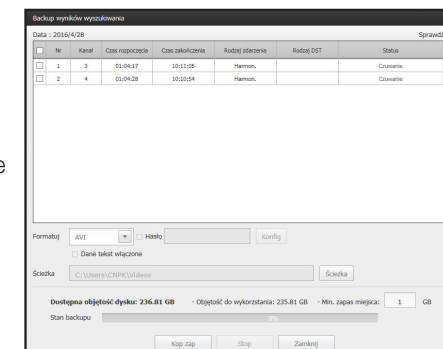 Backup wyników wyszukiwania
Data : 2016/4/28 Sprawdź
Nr Kanał Czas rozpoczęcia Czas zakończenia Rodzaj zdarzenia Rodzaj DST Status
1 3 01:04:17 10:11:05 Harmon. Czuwanie
2 4 01:04:28 10:10:54 Harmon. Czuwanie
e
Formatuj AVI Hasło Konfig
Dane tekst włączone
Ścieżka C:\Users\CNPK\Videos Ścieżka
Dostępna objętość dysku: 236.81 GB - Objętość do wykorzstania: 235.81 GB - Min. zapas miejsca: 1 GB
Stan backupu 0%
Kop zap Stop Zamknij